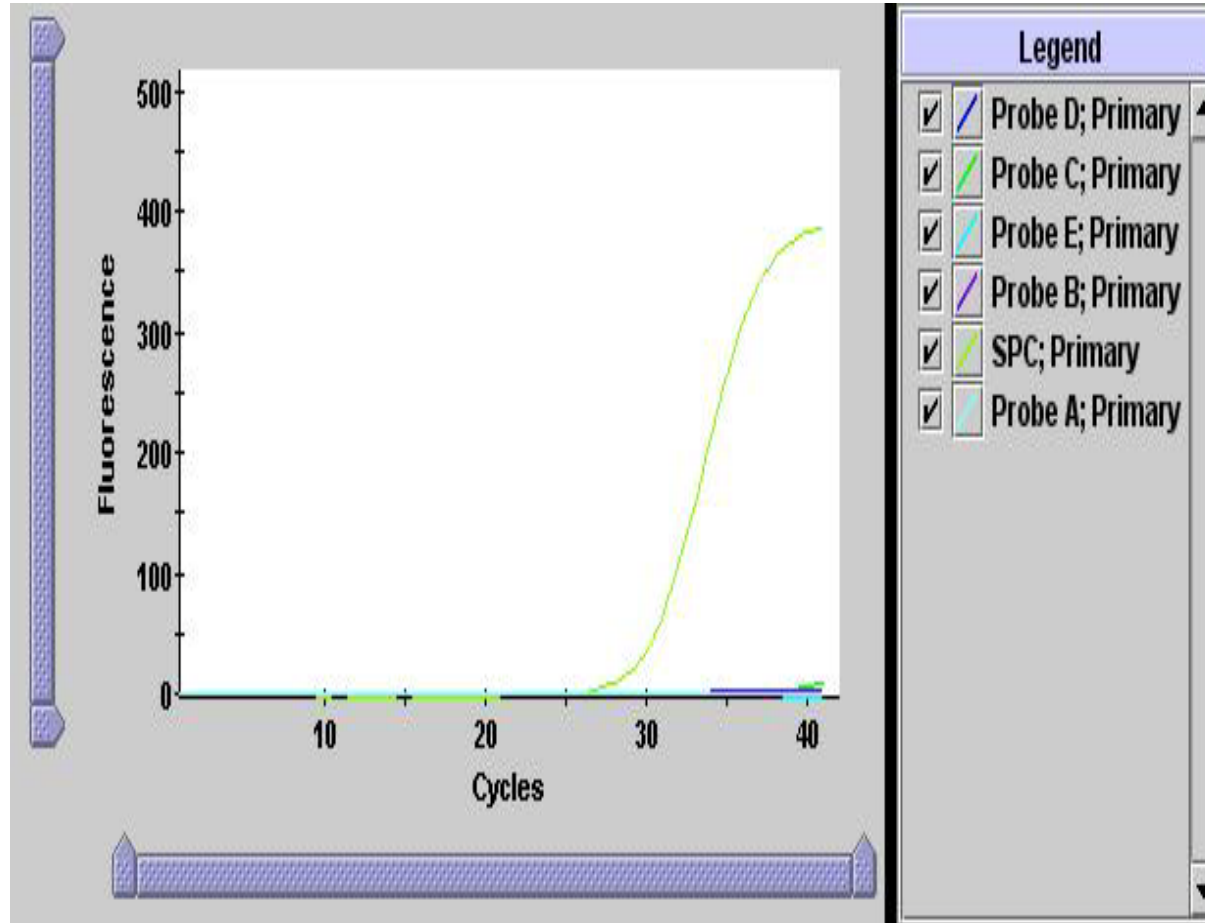 500
400
300
200
100
0
Fluorescence
10
20
30
40
Cycles
Legend
Probe D; Primary
Probe C; Primary
Probe E; Primary
Probe B; Primary
SPC; Primary
Probe A; Primary